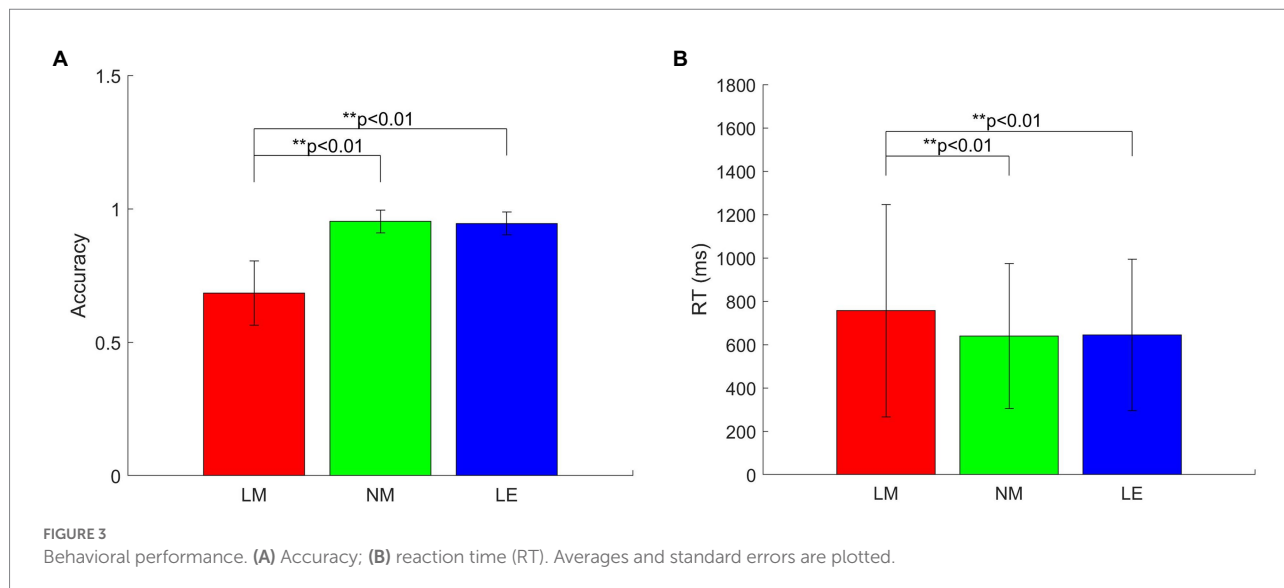 A
1.5
1
0.5
0
Accuracy
**p<0.01
**p<0.01
LM NM LE
B
1800
1600
1400
1200
1000
800
600
400
200
0
RT (ms)
**p<0.01
**p<0.01
LM NM LE
FIGURE 3
Behavioral performance. (A) Accuracy; (B) reaction time (RT). Averages and standard errors are plotted.